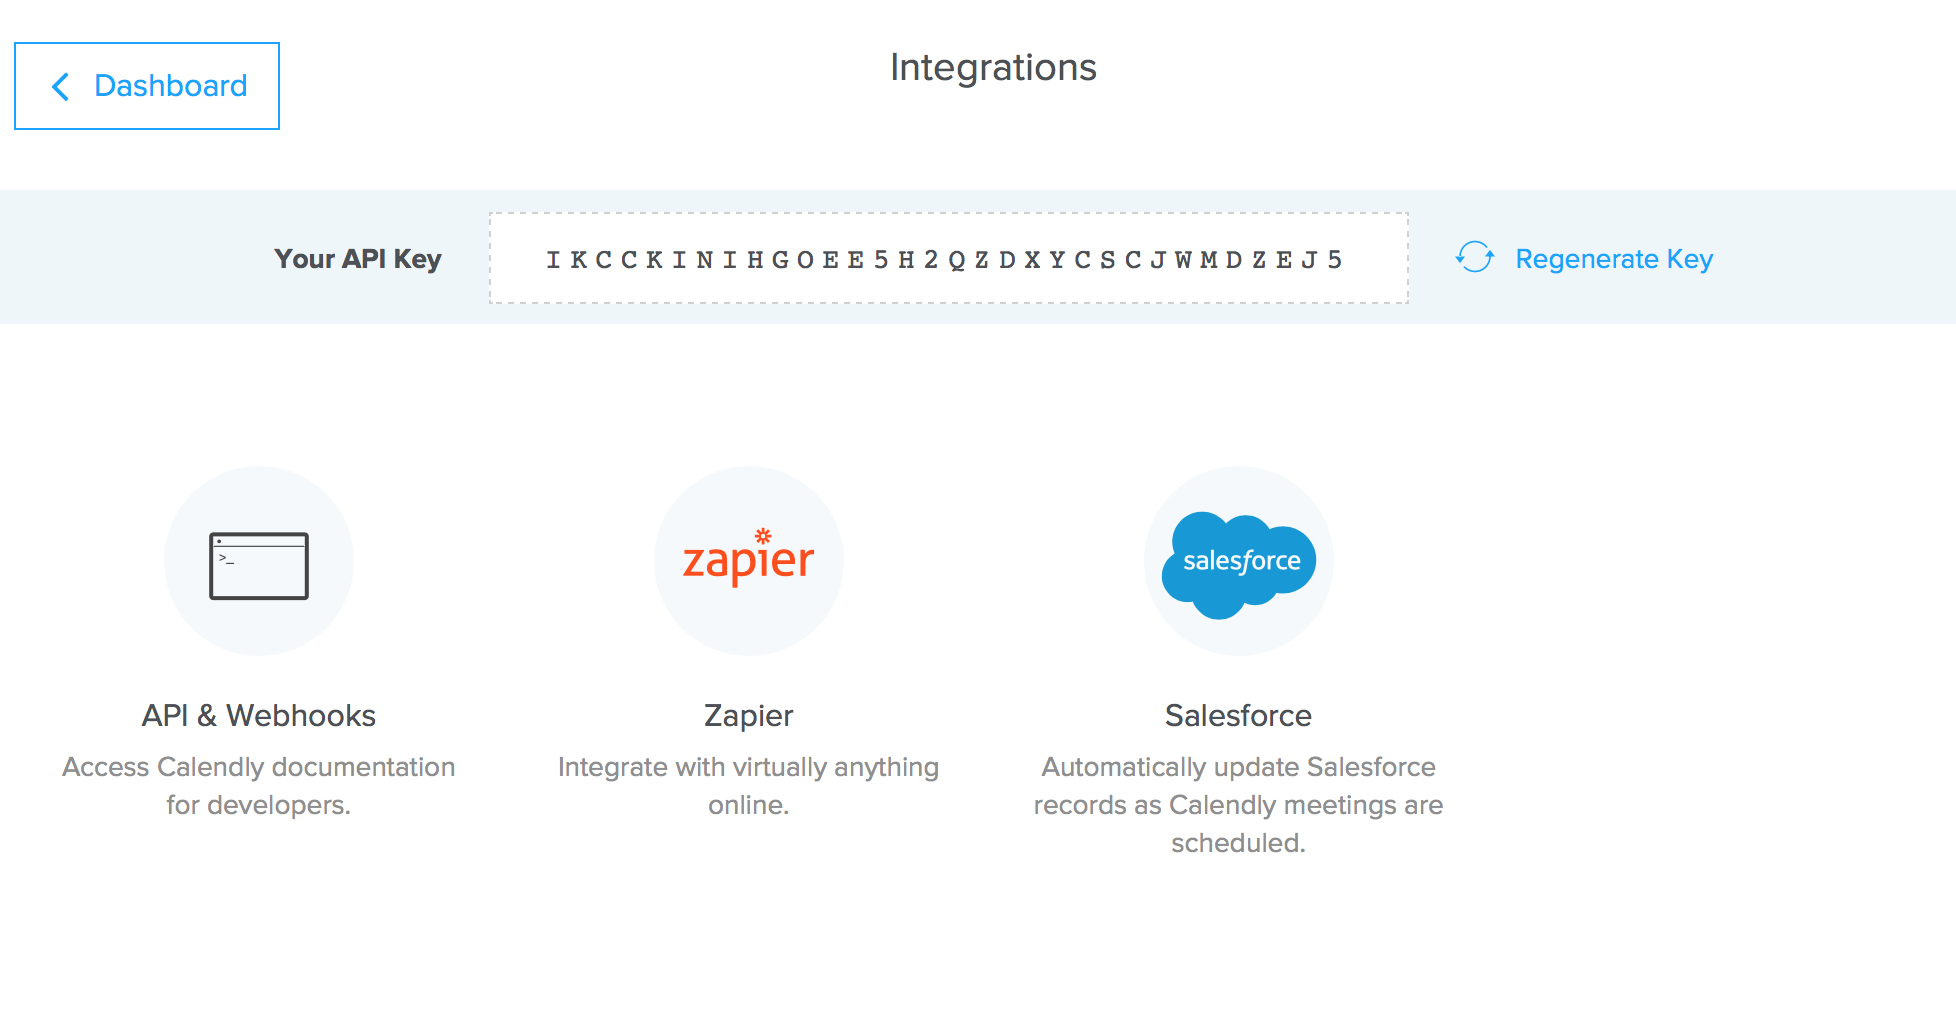 Dashboard
Integrations
Your API Key
IKCCKINIHGOEE5H2QZDXYCSCJWMDZEJ5
Regenerate Key
>_
zapier
salesforce
API & Webhooks
Access Calendly documentation
for developers.
Zapier
Integrate with virtually anything
online.
Salesforce
Automatically update Salesforce
records as Calendly meetings are
scheduled.